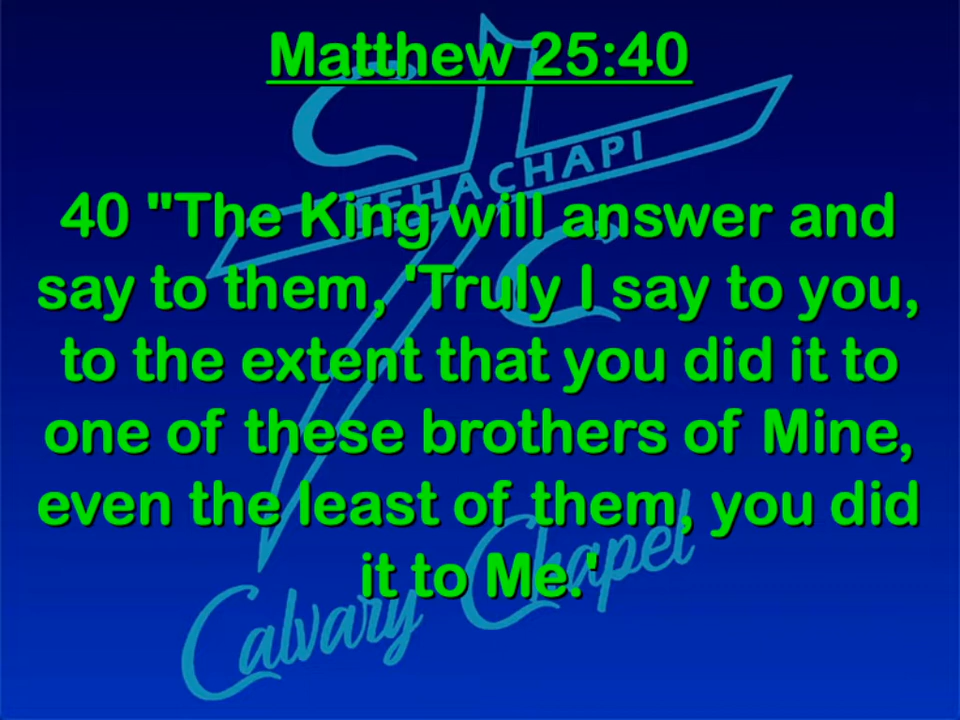 Matthew 25:40
TEHACHAPI
40 "The King will answer and
say to them, 'Truly I say to you,
to the extent that you did it to
one of these brothers of Mine,
even the least of them, you did
it to Me.'
Calvary Chapel